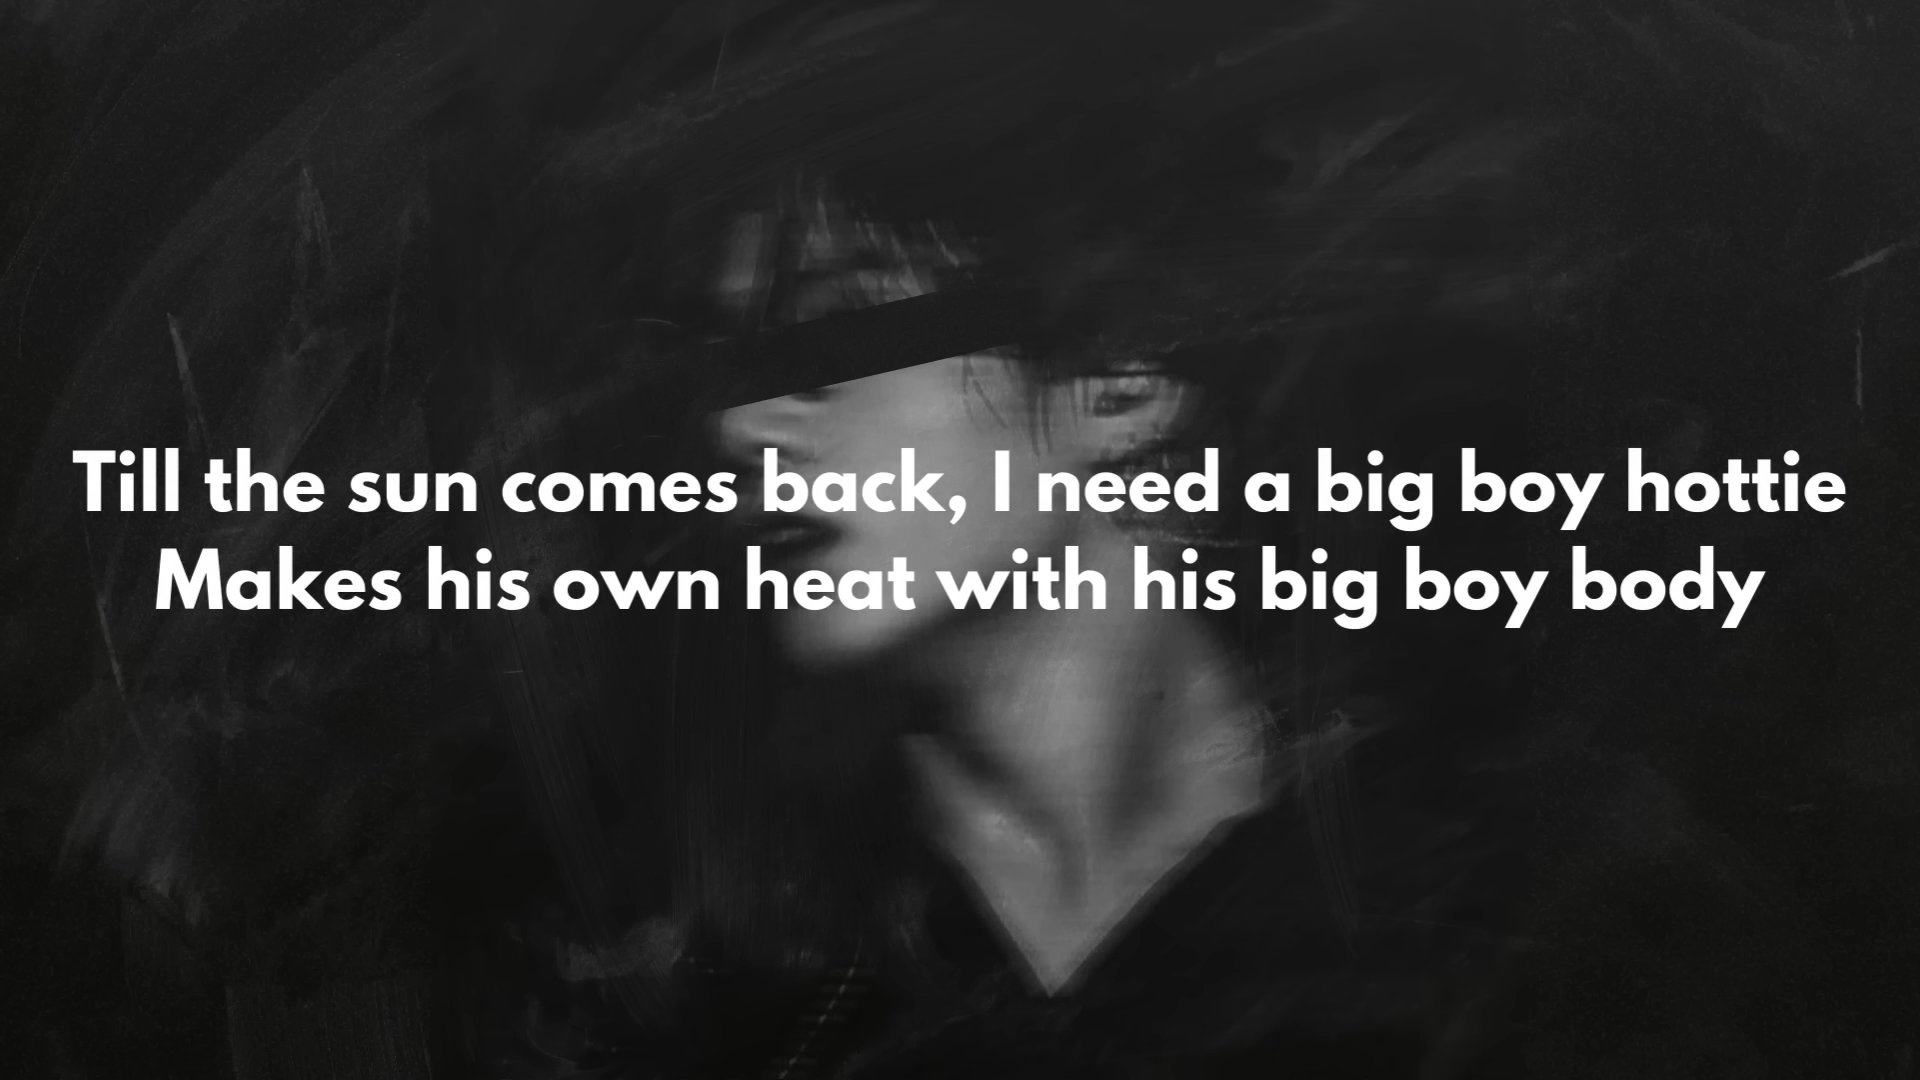 Till the sun comes back, I need a big boy hottie
Makes his own heat with his big boy body